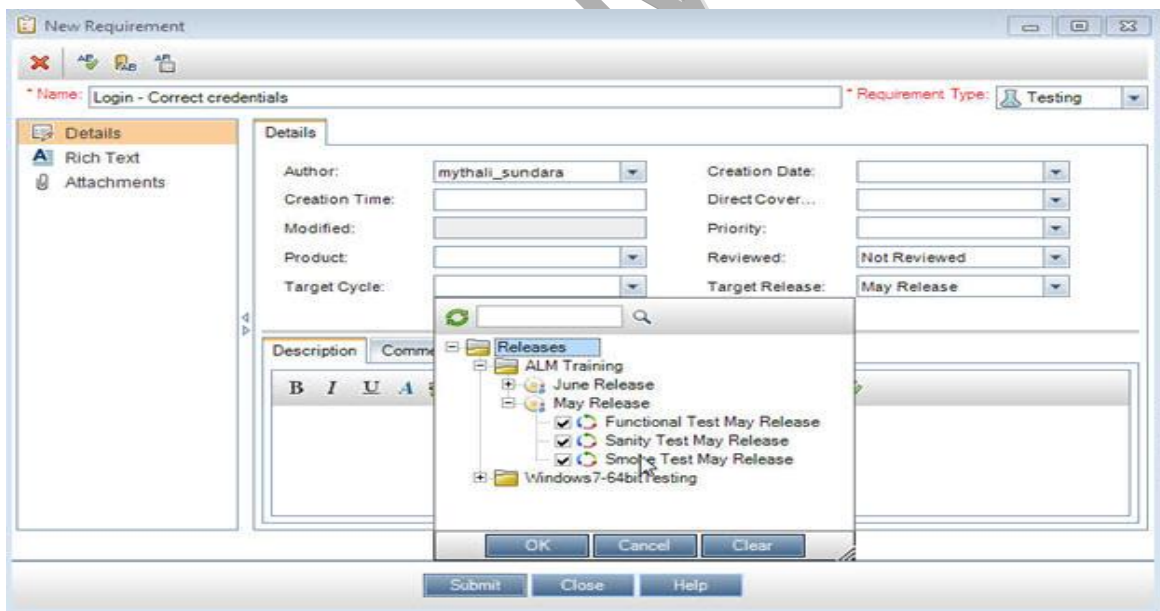 New Requirement
* Name: Login - Correct credentials * Requirement Type: Testing
Details Details
Rich Text
Attachments
Author: mythali_sundara Creation Date:
Creation Time: Direct Cover...
Modified: Priority:
Product: Reviewed: Not Reviewed
Target Cycle: Target Release: May Release
Releases
ALM Training
June Release
May Release
Functional Test May Release
Sanity Test May Release
Smoke Test May Release
Windows7-64bitTesting
OK Cancel Clear
Description Comme
B I U A
Submit Close Help